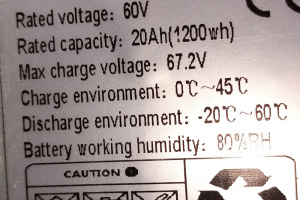 Rated voltage: 60V
Rated capacity: 20Ah(1200wh)
Max charge voltage: 67.2V
Charge environment: 0℃~45℃
Discharge environment: -20℃~60℃
Battery working humidity: 80%RH
CAUTION